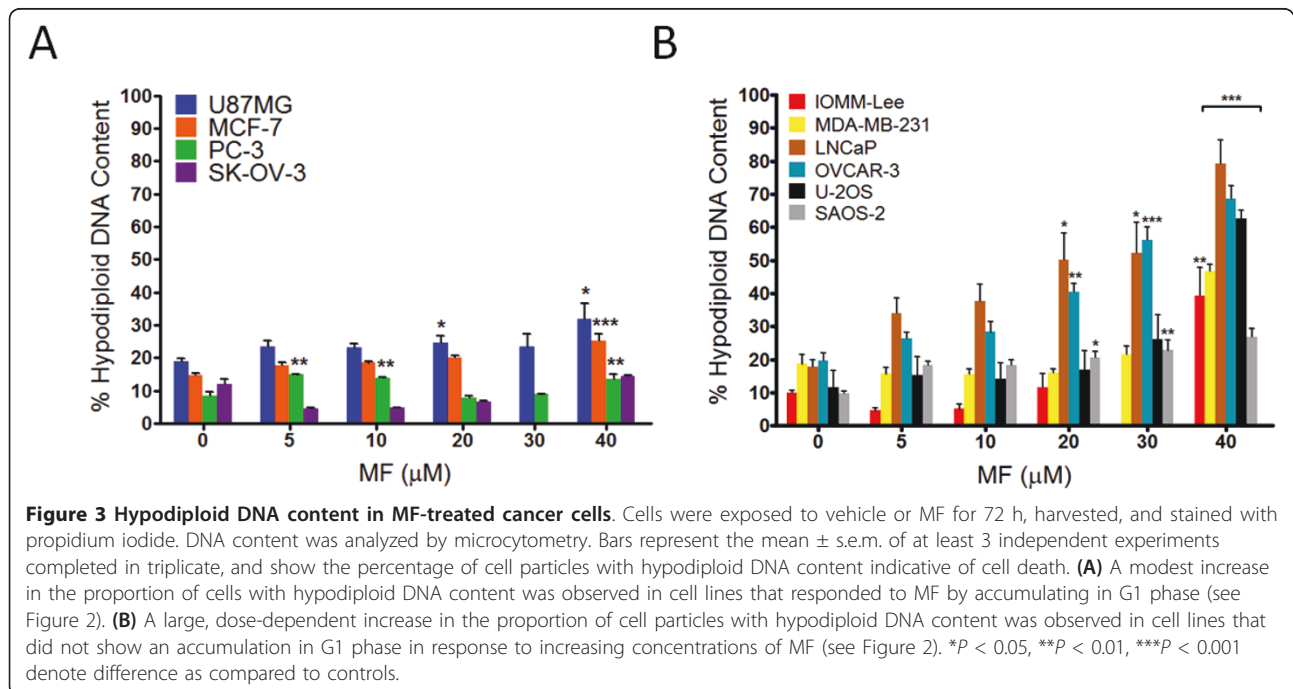 A
% Hypodiploid DNA Content
100
90
80
70
60
50
40
30
20
10
0
U87MG
MCF-7
PC-3
SK-OV-3
**
**
*
*
***
**
0 5 10 20 30 40
MF (μM)
B
% Hypodiploid DNA Content
100
90
80
70
60
50
40
30
20
10
0
IOMM-Lee
MDA-MB-231
LNCaP
OVCAR-3
U-2OS
SAOS-2
*
**
*
*
***
**
***
**
0 5 10 20 30 40
MF (μM)
Figure 3 Hypodiploid DNA content in MF-treated cancer cells. Cells were exposed to vehicle or MF for 72 h, harvested, and stained with
propidium iodide. DNA content was analyzed by microcytometry. Bars represent the mean ± s.e.m. of at least 3 independent experiments
completed in triplicate, and show the percentage of cell particles with hypodiploid DNA content indicative of cell death. (A) A modest increase
in the proportion of cells with hypodiploid DNA content was observed in cell lines that responded to MF by accumulating in G1 phase (see
Figure 2). (B) A large, dose-dependent increase in the proportion of cell particles with hypodiploid DNA content was observed in cell lines that
did not show an accumulation in G1 phase in response to increasing concentrations of MF (see Figure 2). *P < 0.05, **P < 0.01, ***P < 0.001
denote difference as compared to controls.